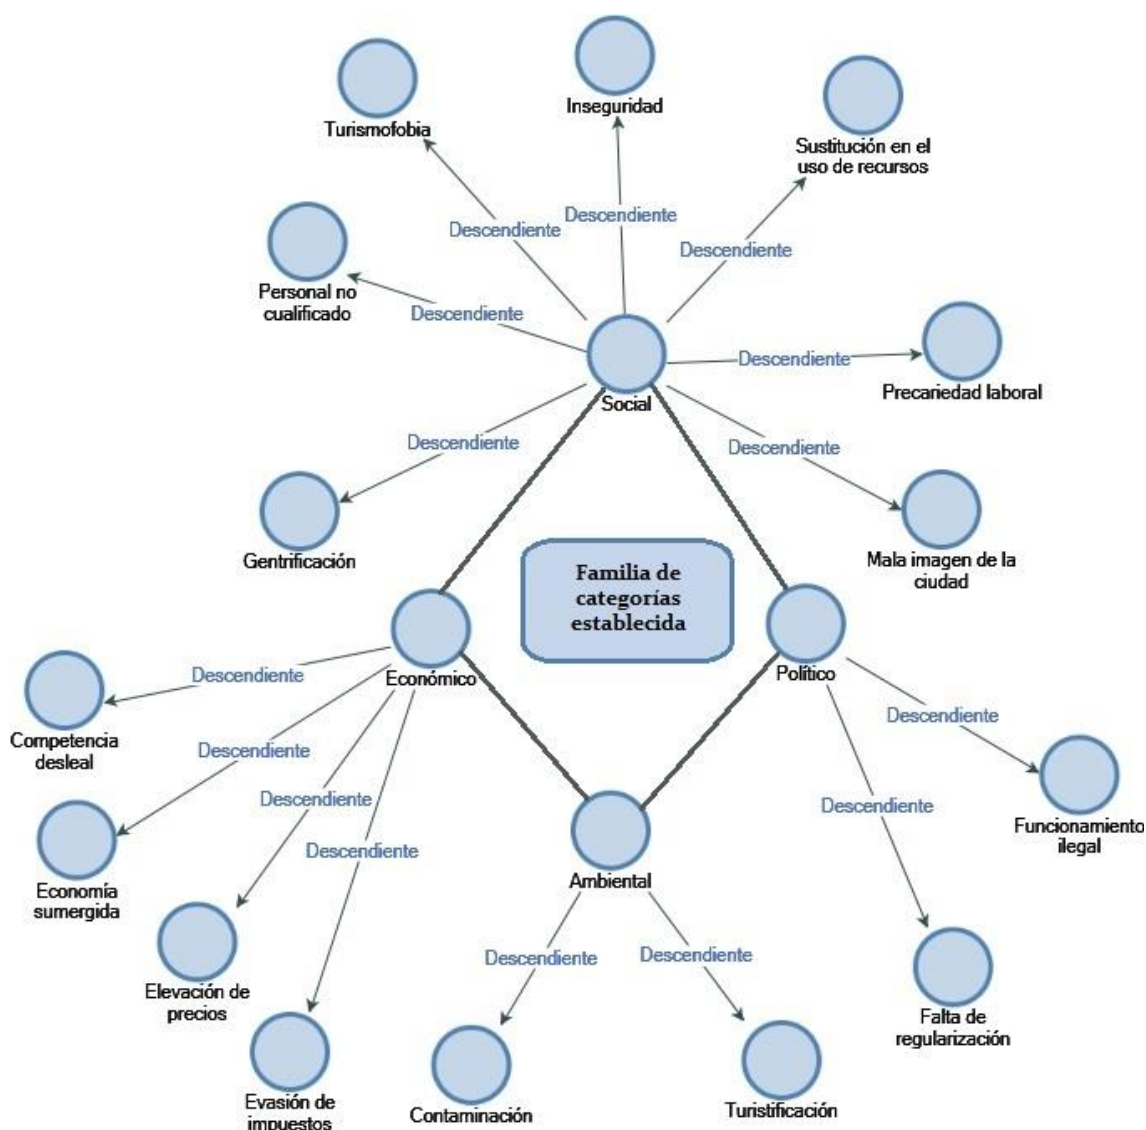 Inseguridad
Turismofobia
Sustitución en el
uso de recursos
Descendiente
Descendiente
Descendiente
Personal no
cualificado
Descendiente
Descendiente
Precariedad laboral
Social
Descendiente
Descendiente
Gentrificación
Mala imagen de la
ciudad
Familia de
categorías
establecida
Económico
Político
Descendiente
Competencia
desleal
Descendiente
Descendiente
Descendiente
Descendiente
Descendiente
Funcionamiento
ilegal
Economía
sumergida
Ambiental
Descendiente
Descendiente
Elevación de
precios
Falta de
regularización
Evasión de
impuestos
Contaminación
Turistificación